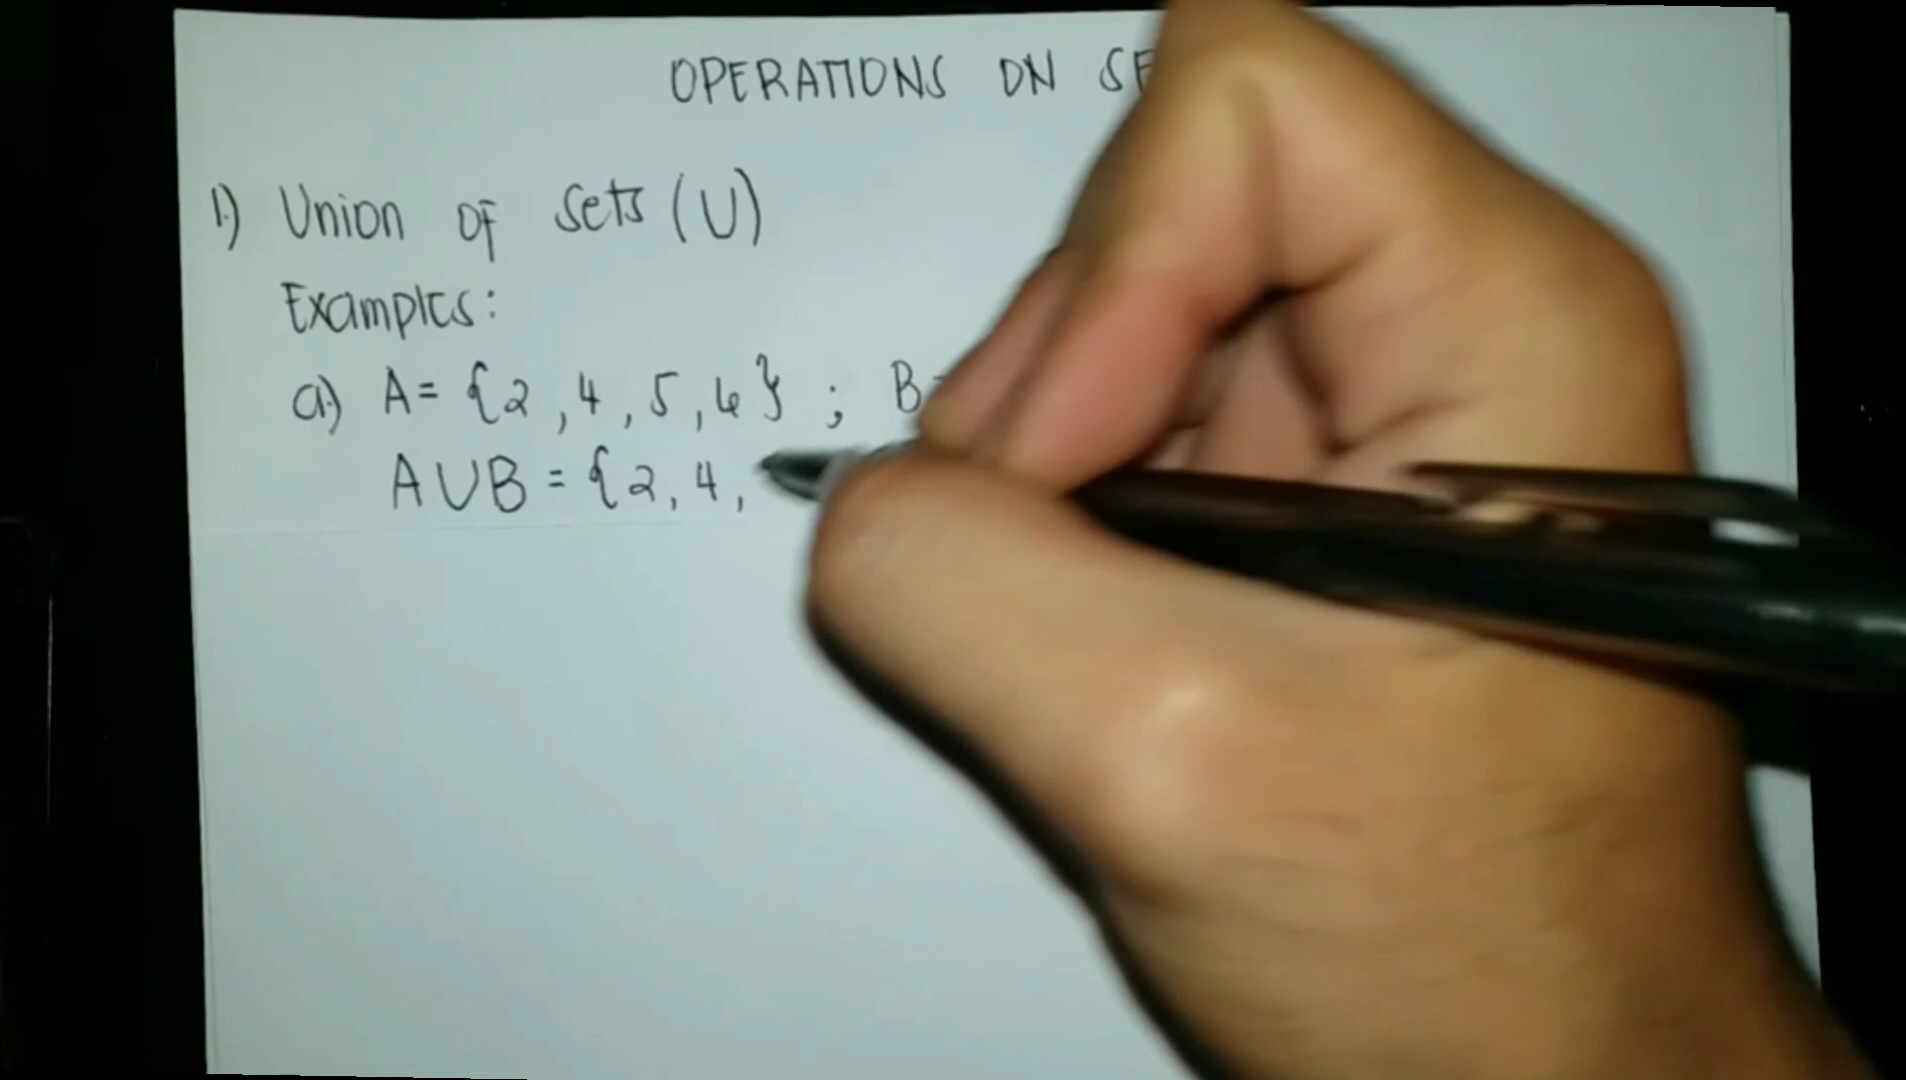 OPERATIONS ON SE
1.) Union of Sets (U)
Examples:
a.) A = {2, 4, 5, 6} ; B =
A U B = {2, 4,